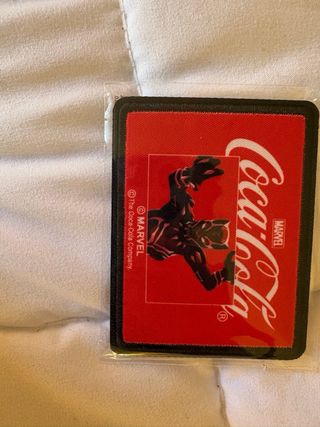 MARVEL
Coca-Cola®
© MARVEL
© The Coca-Cola Company.